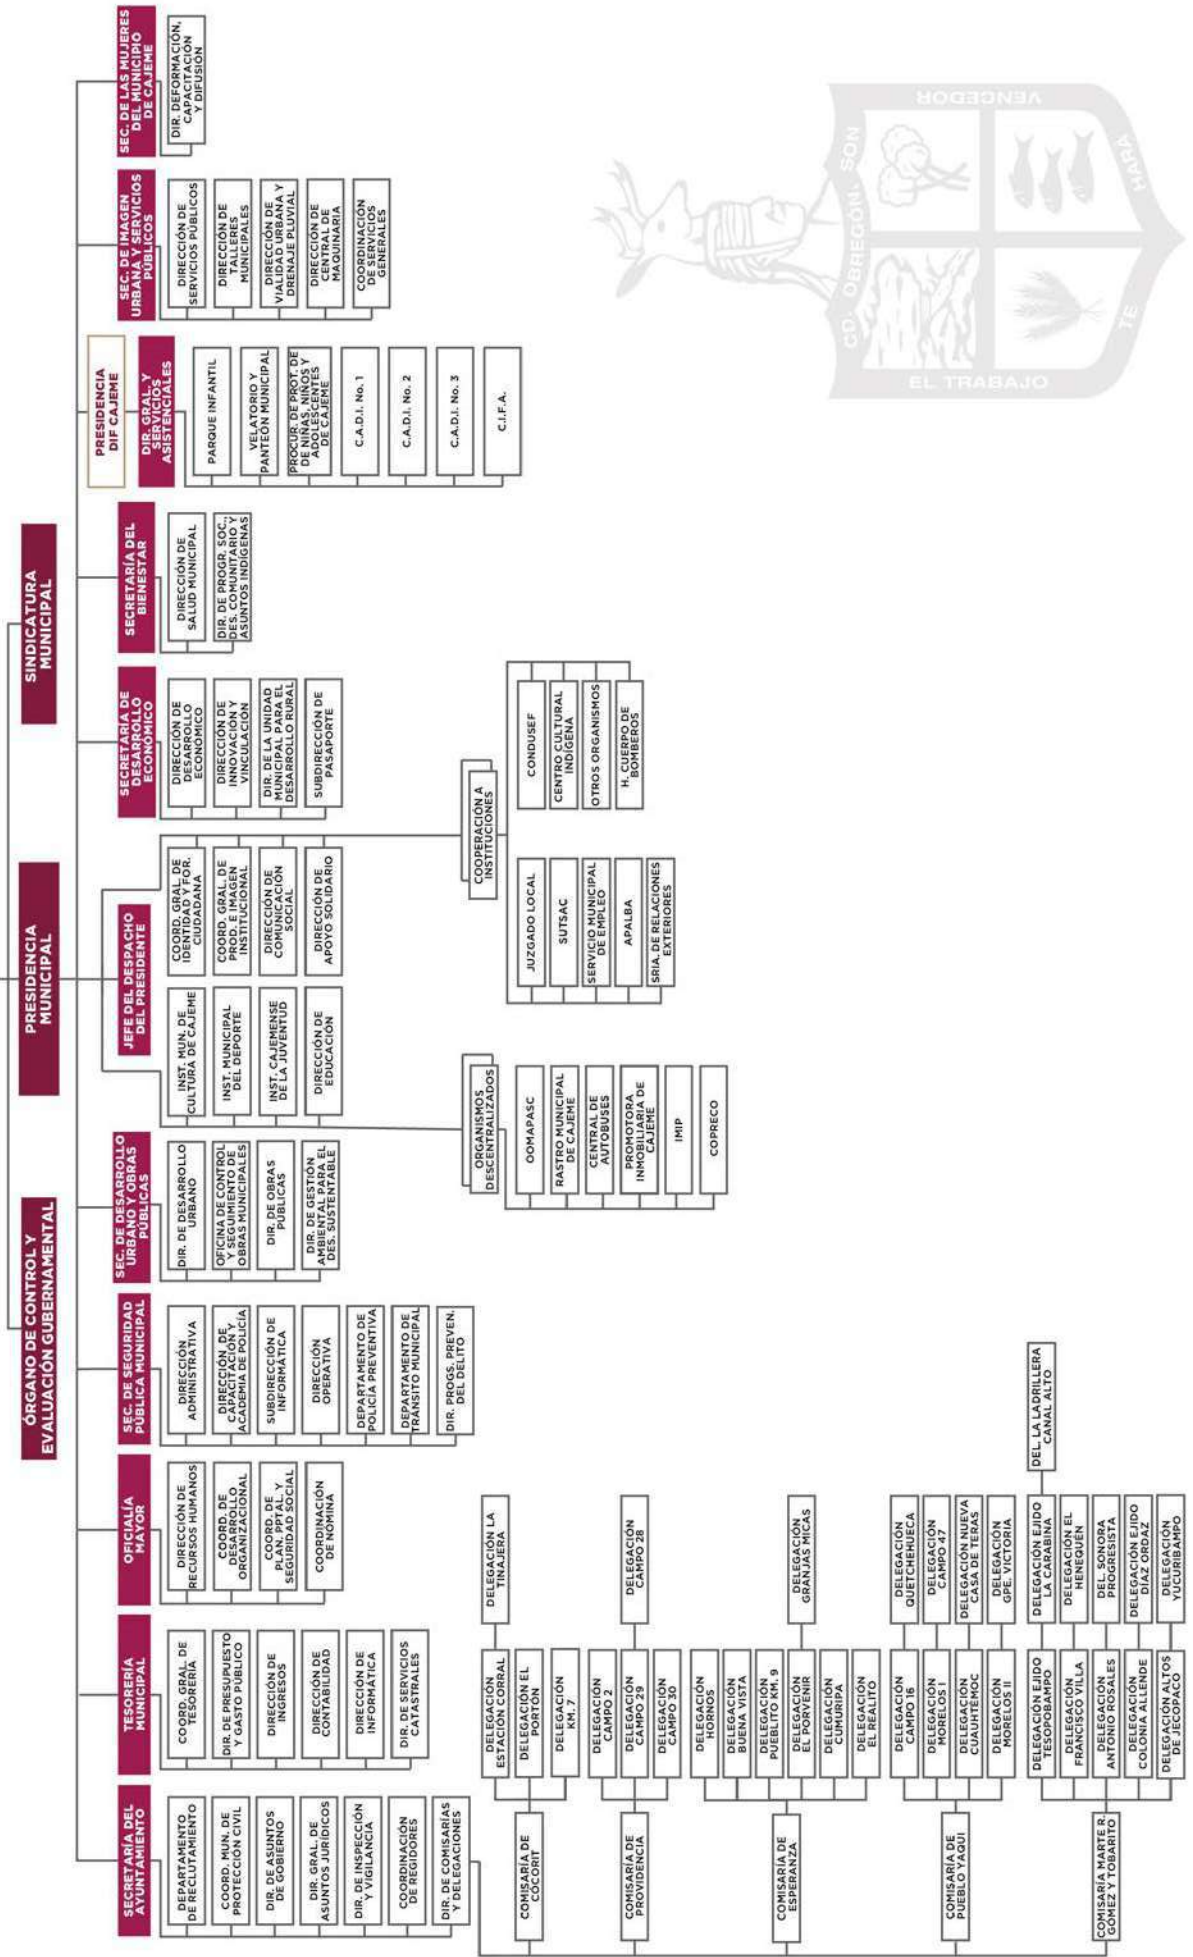 ÓRGANO DE CONTROL Y
EVALUACIÓN GUBERNAMENTAL
PRESIDENCIA
MUNICIPAL
SINDICATURA
MUNICIPAL
SECRETARÍA DEL
AYUNTAMIENTO
DEPARTAMENTO
DE RECLUTAMIENTO
COORD. MUN. DE
PROTECCIÓN CIVIL
DIR. DE ASUNTOS
DE GOBIERNO
DIR. GRAL. DE
ASUNTOS JURÍDICOS
DIR. DE INSPECCIÓN
Y VIGILANCIA
COORDINACIÓN
DE REGIDORES
DIR. DE COMISARÍAS
Y DELEGACIONES
TESORERÍA
MUNICIPAL
COORD. GRAL. DE
TESORERÍA
DIR. DE PRESUPUESTO
Y GASTO PÚBLICO
DIRECCIÓN DE
INGRESOS
DIRECCIÓN DE
CONTABILIDAD
DIRECCIÓN DE
INFORMÁTICA
DIR. DE SERVICIOS
CATASTRALES
OFICIALÍA
MAYOR
DIRECCIÓN DE
RECURSOS HUMANOS
COORD. DE
DESARROLLO
ORGANIZACIONAL
COORD. DE
PLAN. PPTAL. Y
SEGURIDAD SOCIAL
COORDINACIÓN
DE NÓMINA
SEC. DE SEGURIDAD
PÚBLICA MUNICIPAL
DIRECCIÓN
ADMINISTRATIVA
DIRECCIÓN DE
CAPACITACIÓN Y
ACADEMIA DE POLICÍA
SUBDIRECCIÓN DE
INFORMÁTICA
DIRECCIÓN
OPERATIVA
DEPARTAMENTO DE
POLICÍA PREVENTIVA
DEPARTAMENTO DE
TRÁNSITO MUNICIPAL
DIR. PROGS. PREVEN.
DEL DELITO
SEC. DE DESARROLLO
URBANO Y OBRAS
PÚBLICAS
DIR. DE DESARROLLO
URBANO
OFICINA DE CONTROL
Y SEGUIMIENTO DE
OBRAS MUNICIPALES
DIR. DE OBRAS
PÚBLICAS
DIR. DE GESTIÓN
AMBIENTAL PARA EL
DES. SUSTENTABLE
JEFE DEL DESPACHO
DEL PRESIDENTE
INST. MUN. DE
CULTURA DE CAJEME
INST. MUNICIPAL
DEL DEPORTE
INST. CAJEMENSE
DE LA JUVENTUD
DIRECCIÓN DE
EDUCACIÓN
COORD. GRAL. DE
IDENTIDAD Y FOR.
CIUDADANA
COORD. GRAL. DE
PROD. E IMAGEN
INSTITUCIONAL
DIRECCIÓN DE
COMUNICACIÓN
SOCIAL
DIRECCIÓN DE
APOYO SOLIDARIO
SECRETARÍA DE
DESARROLLO
ECONÓMICO
DIRECCIÓN DE
DESARROLLO
ECONÓMICO
DIRECCIÓN DE
INNOVACIÓN Y
VINCULACIÓN
DIR. DE LA UNIDAD
MUNICIPAL PARA EL
DESARROLLO RURAL
SUBDIRECCIÓN DE
PASAPORTE
SECRETARÍA DEL
BIENESTAR
DIRECCIÓN DE
SALUD MUNICIPAL
DIR. DE PROGR. SOC.,
DES. COMUNITARIO Y
ASUNTOS INDÍGENAS
PRESIDENCIA
DIF CAJEME
DIR. GRAL. Y
SERVICIOS
ASISTENCIALES
PARQUE INFANTIL
VELATORIO Y
PANTEÓN MUNICIPAL
PROCUR. DE PROT. DE
DE NIÑAS, NIÑOS Y
ADOLESCENTES
DE CAJEME
C.A.D.I. No. 1
C.A.D.I. No. 2
C.A.D.I. No. 3
C.I.F.A.
SEC. DE IMAGEN
URBANA Y SERVICIOS
PÚBLICOS
DIRECCIÓN DE
SERVICIOS PÚBLICOS
DIRECCIÓN DE
TALLERES
MUNICIPALES
DIRECCIÓN DE
VIALIDAD URBANA Y
DRENAJE PLUVIAL
DIRECCIÓN DE
CENTRAL DE
MAQUINARIA
COORDINACIÓN
DE SERVICIOS
GENERALES
SEC. DE LAS MUJERES
DEL MUNICIPIO
DE CAJEME
DIR. DEFORMACIÓN,
CAPACITACIÓN
Y DIFUSIÓN
ORGANISMOS
DESCENTRALIZADOS
OOMAPASC
RASTRO MUNICIPAL
DE CAJEME
CENTRAL DE
AUTOBUSES
PROMOTORA
INMOBILIARIA DE
CAJEME
IMIP
COPRECO
COOPERACIÓN A
INSTITUCIONES
JUZGADO LOCAL
SUTSAC
SERVICIO MUNICIPAL
DE EMPLEO
APALBA
SRIA. DE RELACIONES
EXTERIORES
CONDUSEF
CENTRO CULTURAL
INDÍGENA
OTROS ORGANISMOS
H. CUERPO DE
BOMBEROS
COMISARÍA DE
COCORIT
DELEGACIÓN
ESTACIÓN CORRAL
DELEGACIÓN LA
TINAJERA
DELEGACIÓN EL
PORTÓN
DELEGACIÓN
KM. 7
COMISARÍA DE
PROVIDENCIA
DELEGACIÓN
CAMPO 2
DELEGACIÓN
CAMPO 29
DELEGACIÓN
CAMPO 28
DELEGACIÓN
CAMPO 30
COMISARÍA DE
ESPERANZA
DELEGACIÓN
HORNOS
DELEGACIÓN
BUENA VISTA
DELEGACIÓN
PUEBLITO KM. 9
DELEGACIÓN
EL PORVENIR
DELEGACIÓN
GRANJAS MICAS
DELEGACIÓN
CUMURIPA
DELEGACIÓN
EL REALITO
COMISARÍA DE
PUEBLO YAQUI
DELEGACIÓN
CAMPO 16
DELEGACIÓN
QUETCHEHUECA
DELEGACIÓN
MORELOS I
DELEGACIÓN
CAMPO 47
DELEGACIÓN
CUAUHTÉMOC
DELEGACIÓN NUEVA
CASA DE TERAS
DELEGACIÓN
MORELOS II
DELEGACIÓN
GPE. VICTORIA
COMISARÍA MARTE R.
GÓMEZ Y TOBARITO
DELEGACIÓN EJIDO
TESOPOBAMPO
DELEGACIÓN EJIDO
LA CARABINA
DEL. LA LADRILLERA
CANAL ALTO
DELEGACIÓN
FRANCISCO VILLA
DELEGACIÓN EL
HENEQUÉN
DELEGACIÓN
ANTONIO ROSALES
DEL. SONORA
PROGRESISTA
DELEGACIÓN
COLONIA ALLENDE
DELEGACIÓN EJIDO
DÍAZ ORDAZ
DELEGACIÓN ALTOS
DE JECOPACO
DELEGACIÓN
YUCURIBAMPO
CD. OBREGÓN, SON
EL TRABAJO
TE
HARA
VENCEDOR